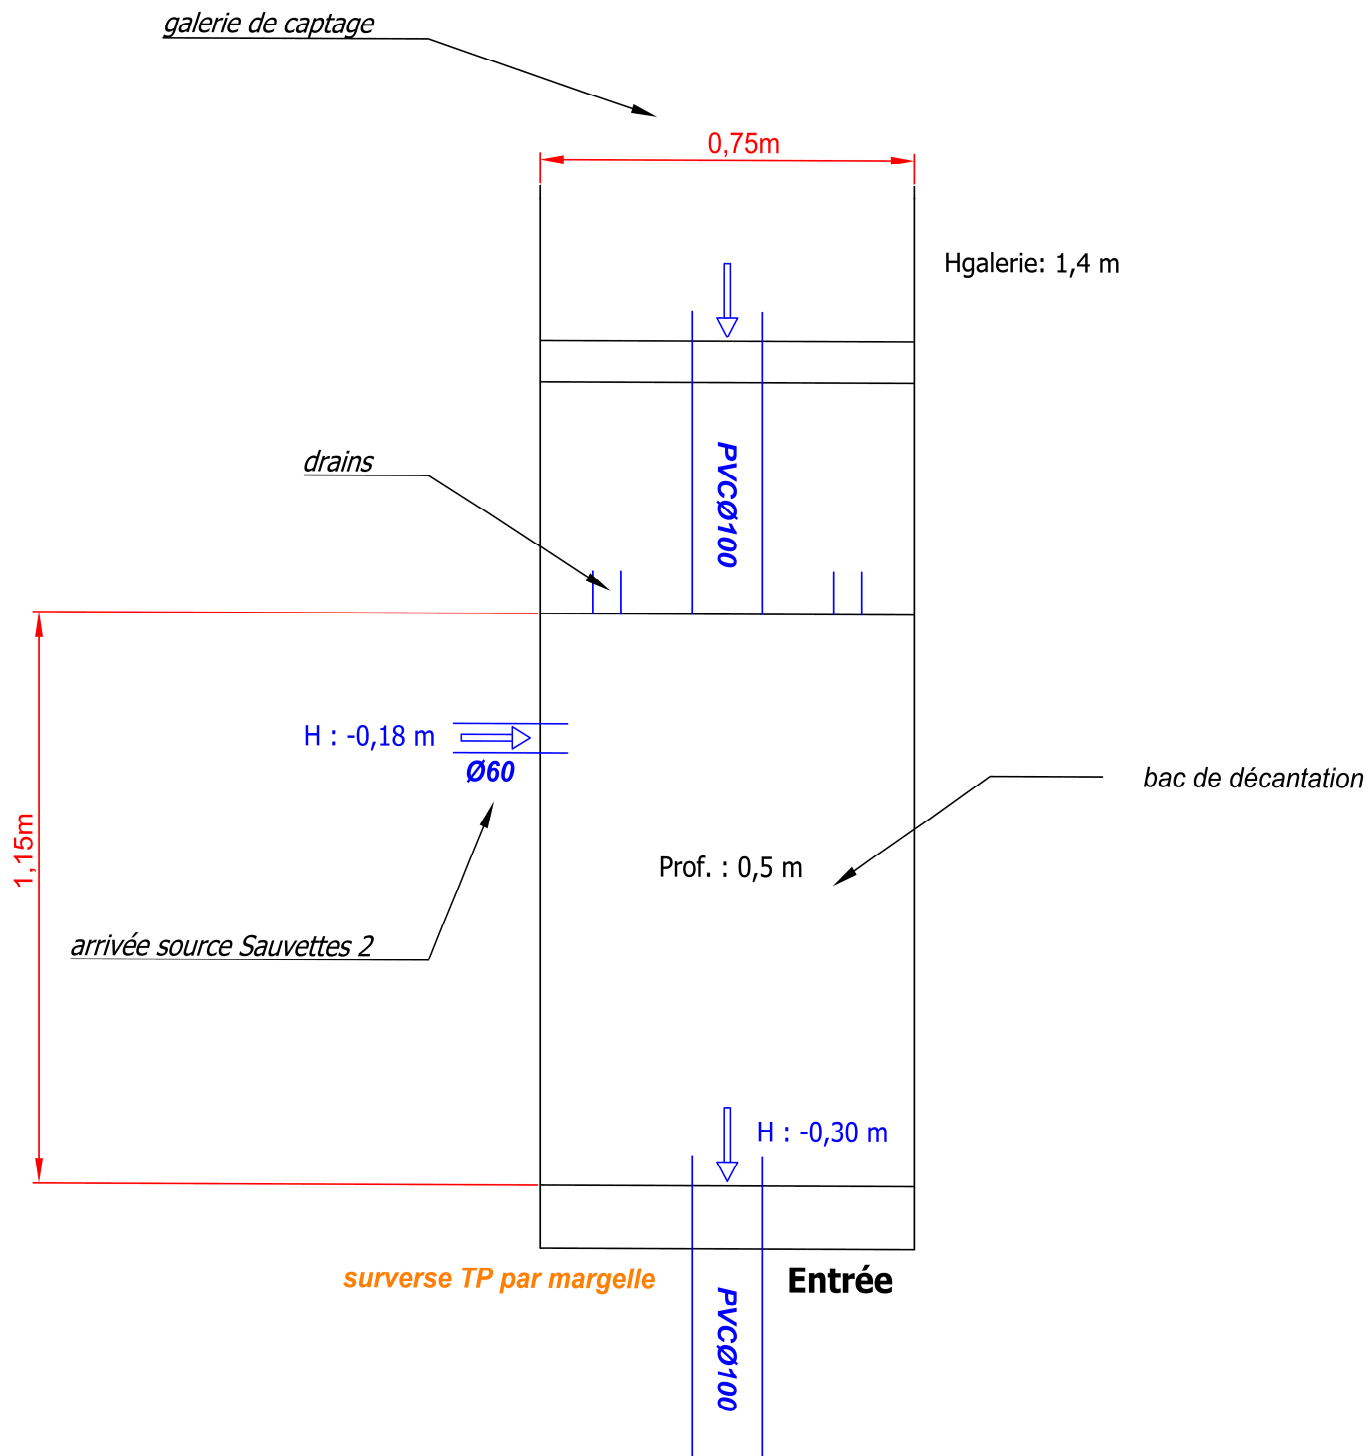 galerie de captage
0,75m
Hgalerie: 1,4 m
drains
PVCØ100
H : -0,18 m
Ø60
bac de décantation
1,15m
Prof. : 0,5 m
arrivée source Sauvettes 2
H : -0,30 m
surverse TP par margelle
Entrée
PVCØ100